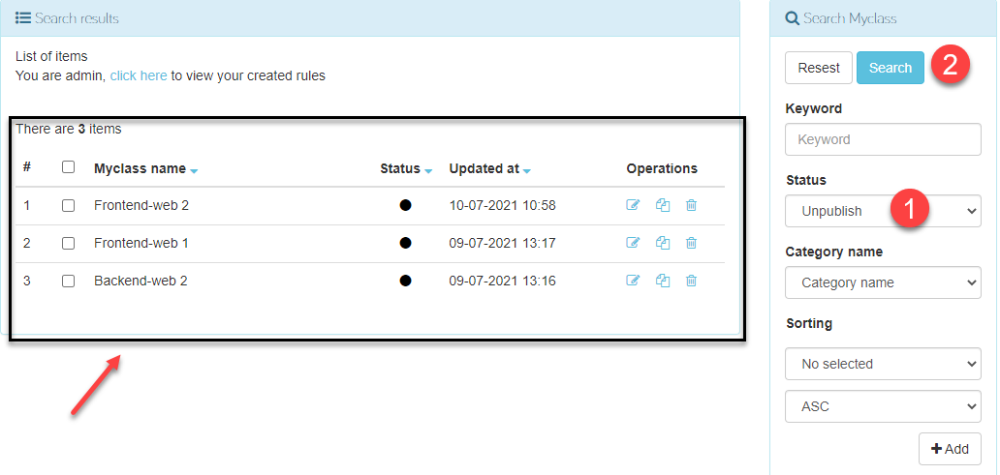 Search results
List of items
You are admin, click here to view your created rules
There are 3 items
# Myclass name Status Updated at Operations
1 Frontend-web 2 10-07-2021 10:58
2 Frontend-web 1 09-07-2021 13:17
3 Backend-web 2 09-07-2021 13:16
Search Myclass
Resest Search 2
Keyword
Keyword
Status
Unpublish 1
Category name
Category name
Sorting
No selected
ASC
Add